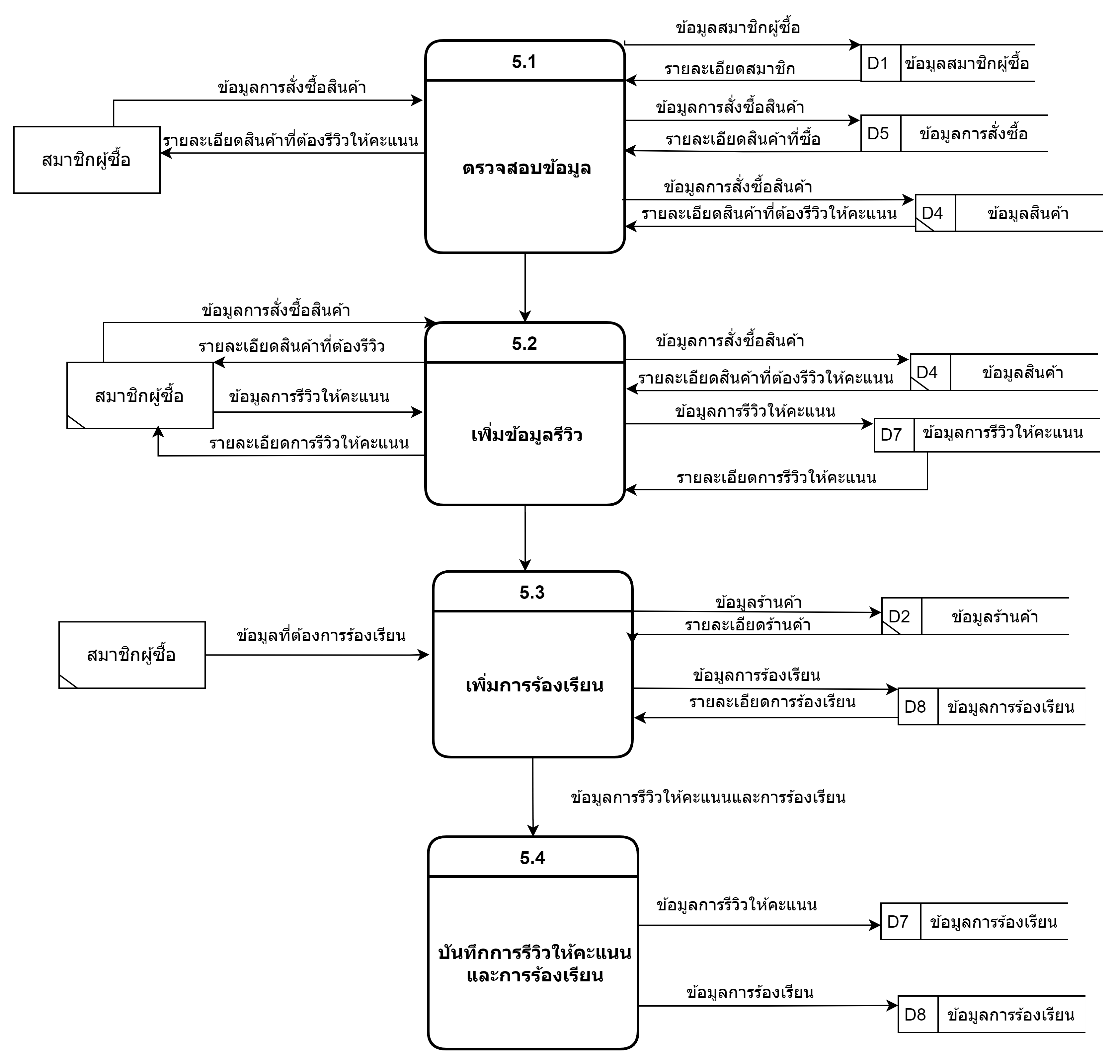 ข้อมูลสมาชิกผู้ซื้อ
5.1
D1 ข้อมูลสมาชิกผู้ซื้อ
รายละเอียดสมาชิก
ข้อมูลการสั่งซื้อสินค้า
ข้อมูลการสั่งซื้อสินค้า
D5 ข้อมูลการสั่งซื้อ
รายละเอียดสินค้าที่ต้องรีวิวให้คะแนน
รายละเอียดสินค้าที่ซื้อ
สมาชิกผู้ซื้อ
ตรวจสอบข้อมูล
ข้อมูลการสั่งซื้อสินค้า
รายละเอียดสินค้าที่ต้องรีวิวให้คะแนน
D4 ข้อมูลสินค้า
ข้อมูลการสั่งซื้อสินค้า
5.2
ข้อมูลการสั่งซื้อสินค้า
รายละเอียดสินค้าที่ต้องรีวิว
D4 ข้อมูลสินค้า
รายละเอียดสินค้าที่ต้องรีวิวให้คะแนน
สมาชิกผู้ซื้อ
ข้อมูลการรีวิวให้คะแนน
ข้อมูลการรีวิวให้คะแนน
เพิ่มข้อมูลรีวิว
D7 ข้อมูลการรีวิวให้คะแนน
รายละเอียดการรีวิวให้คะแนน
รายละเอียดการรีวิวให้คะแนน
5.3
ข้อมูลร้านค้า
D2 ข้อมูลร้านค้า
รายละเอียดร้านค้า
ข้อมูลที่ต้องการร้องเรียน
สมาชิกผู้ซื้อ
เพิ่มการร้องเรียน
ข้อมูลการร้องเรียน
รายละเอียดการร้องเรียน
D8 ข้อมูลการร้องเรียน
ข้อมูลการรีวิวให้คะแนนและการร้องเรียน
5.4
ข้อมูลการรีวิวให้คะแนน
D7 ข้อมูลการร้องเรียน
บันทึกการรีวิวให้คะแนน
และการร้องเรียน
ข้อมูลการร้องเรียน
D8 ข้อมูลการร้องเรียน